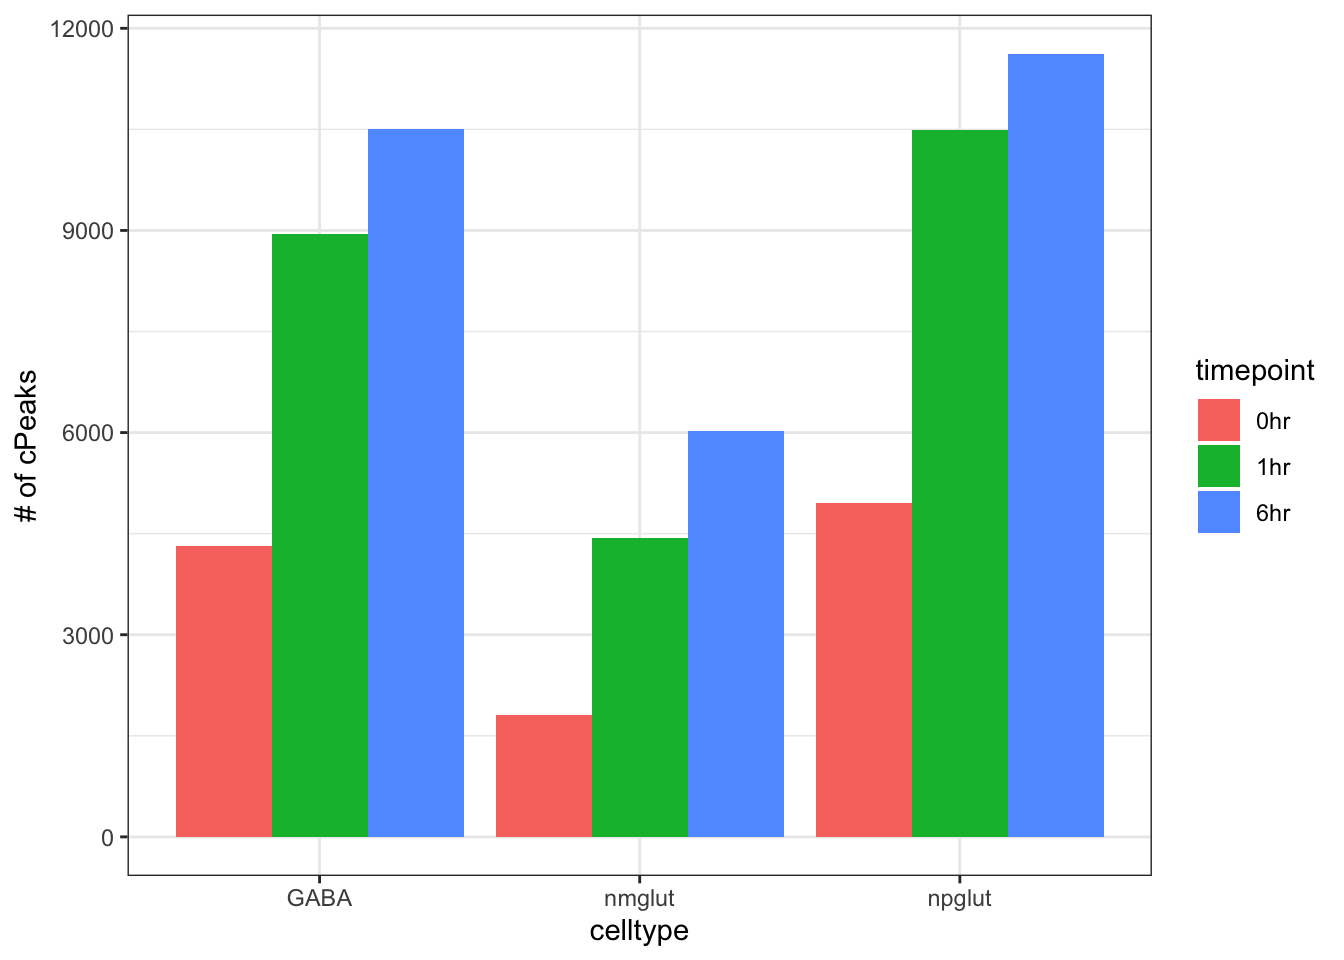 12000
9000
6000
3000
0
# of cPeaks
GABA
nmglut
npglut
celltype
timepoint
0hr
1hr
6hr